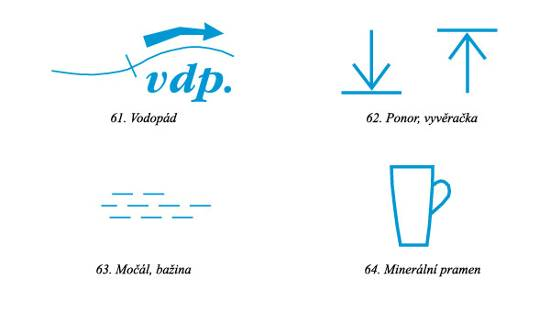 vdp.
61. Vodopád
62. Ponor, vyvěračka
63. Močál, bažina
64. Minerální pramen